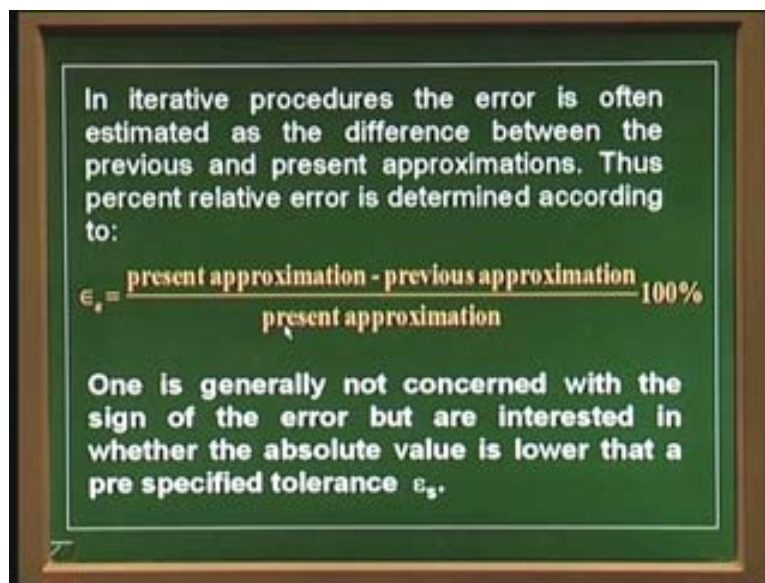 In iterative procedures the error is often
estimated as the difference between the
previous and present approximations. Thus
percent relative error is determined according
to:
∈ₐ = present approximation - previous approximation / present approximation 100%
One is generally not concerned with the
sign of the error but are interested in
whether the absolute value is lower that a
pre specified tolerance εₛ.